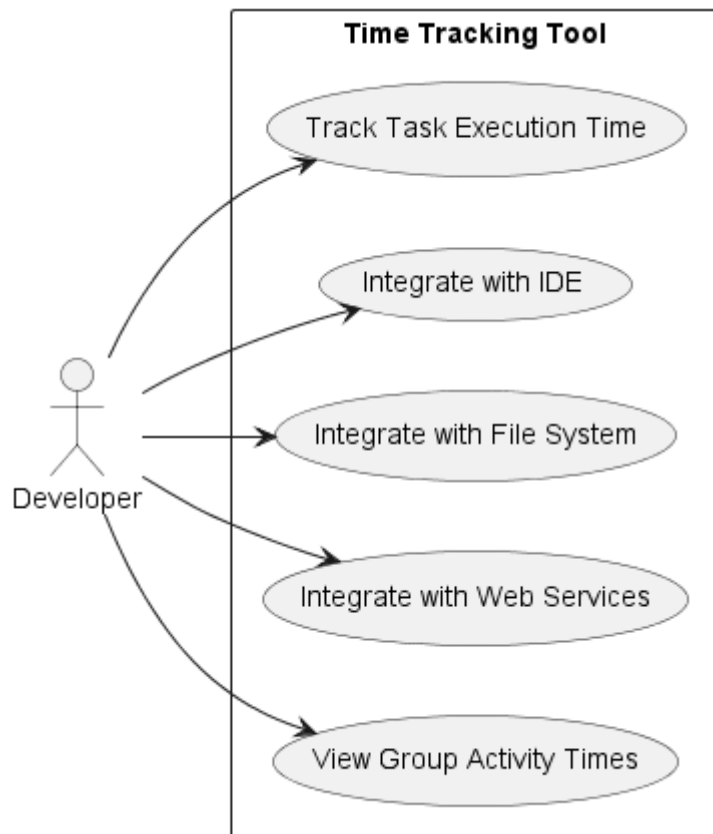 Time Tracking Tool
Track Task Execution Time
Integrate with IDE
Integrate with File System
Developer
Integrate with Web Services
View Group Activity Times